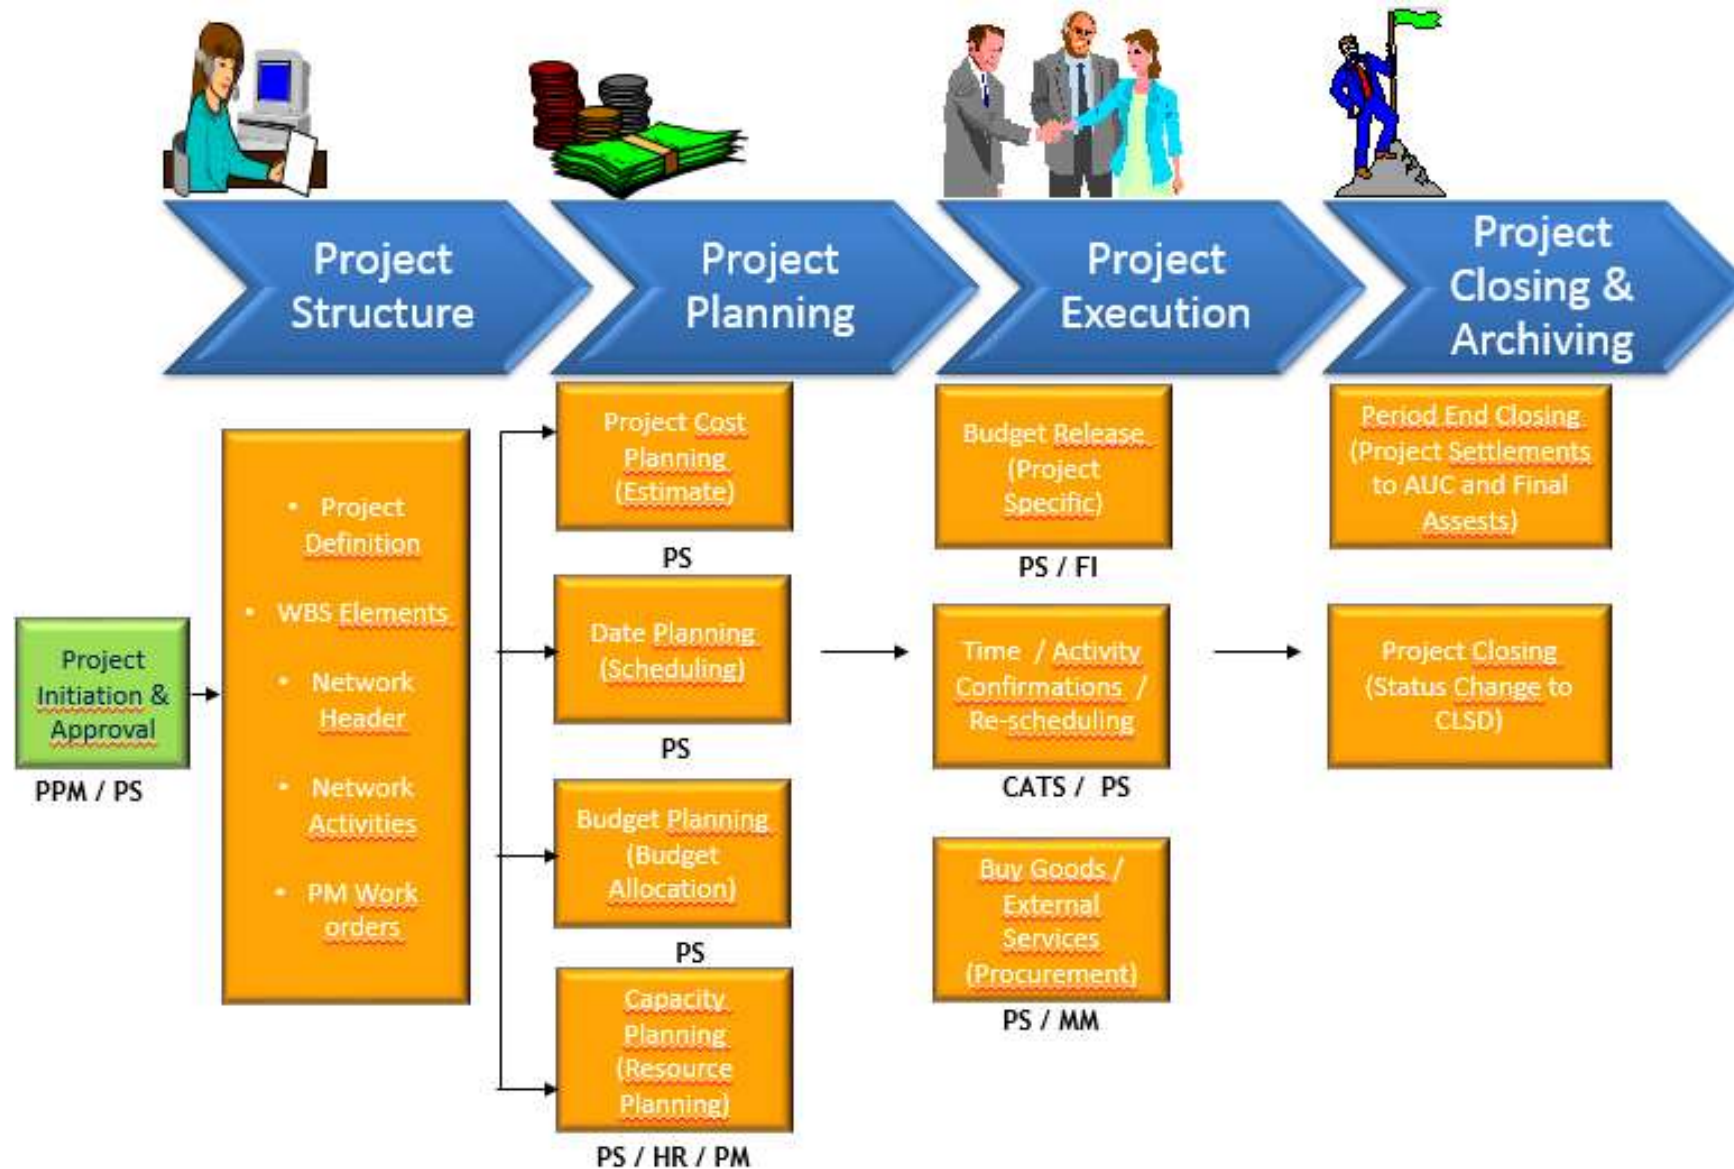 Project
Structure
Project
Planning
Project
Execution
Project
Closing &
Archiving
Project
Initiation &
Approval
PPM / PS
• Project
Definition
• WBS Elements
• Network
Header
• Network
Activities
• PM Work
orders
Project Cost
Planning
(Estimate)
PS
Date Planning
(Scheduling)
PS
Budget Planning
(Budget
Allocation)
PS
Capacity
Planning
(Resource
Planning)
PS / HR / PM
Budget Release
(Project
Specific)
PS / FI
Time / Activity
Confirmations /
Re-scheduling
CATS / PS
Buy Goods /
External
Services
(Procurement)
PS / MM
Period End Closing
(Project Settlements
to AUC and Final
Assests)
Project Closing
(Status Change to
CLSD)